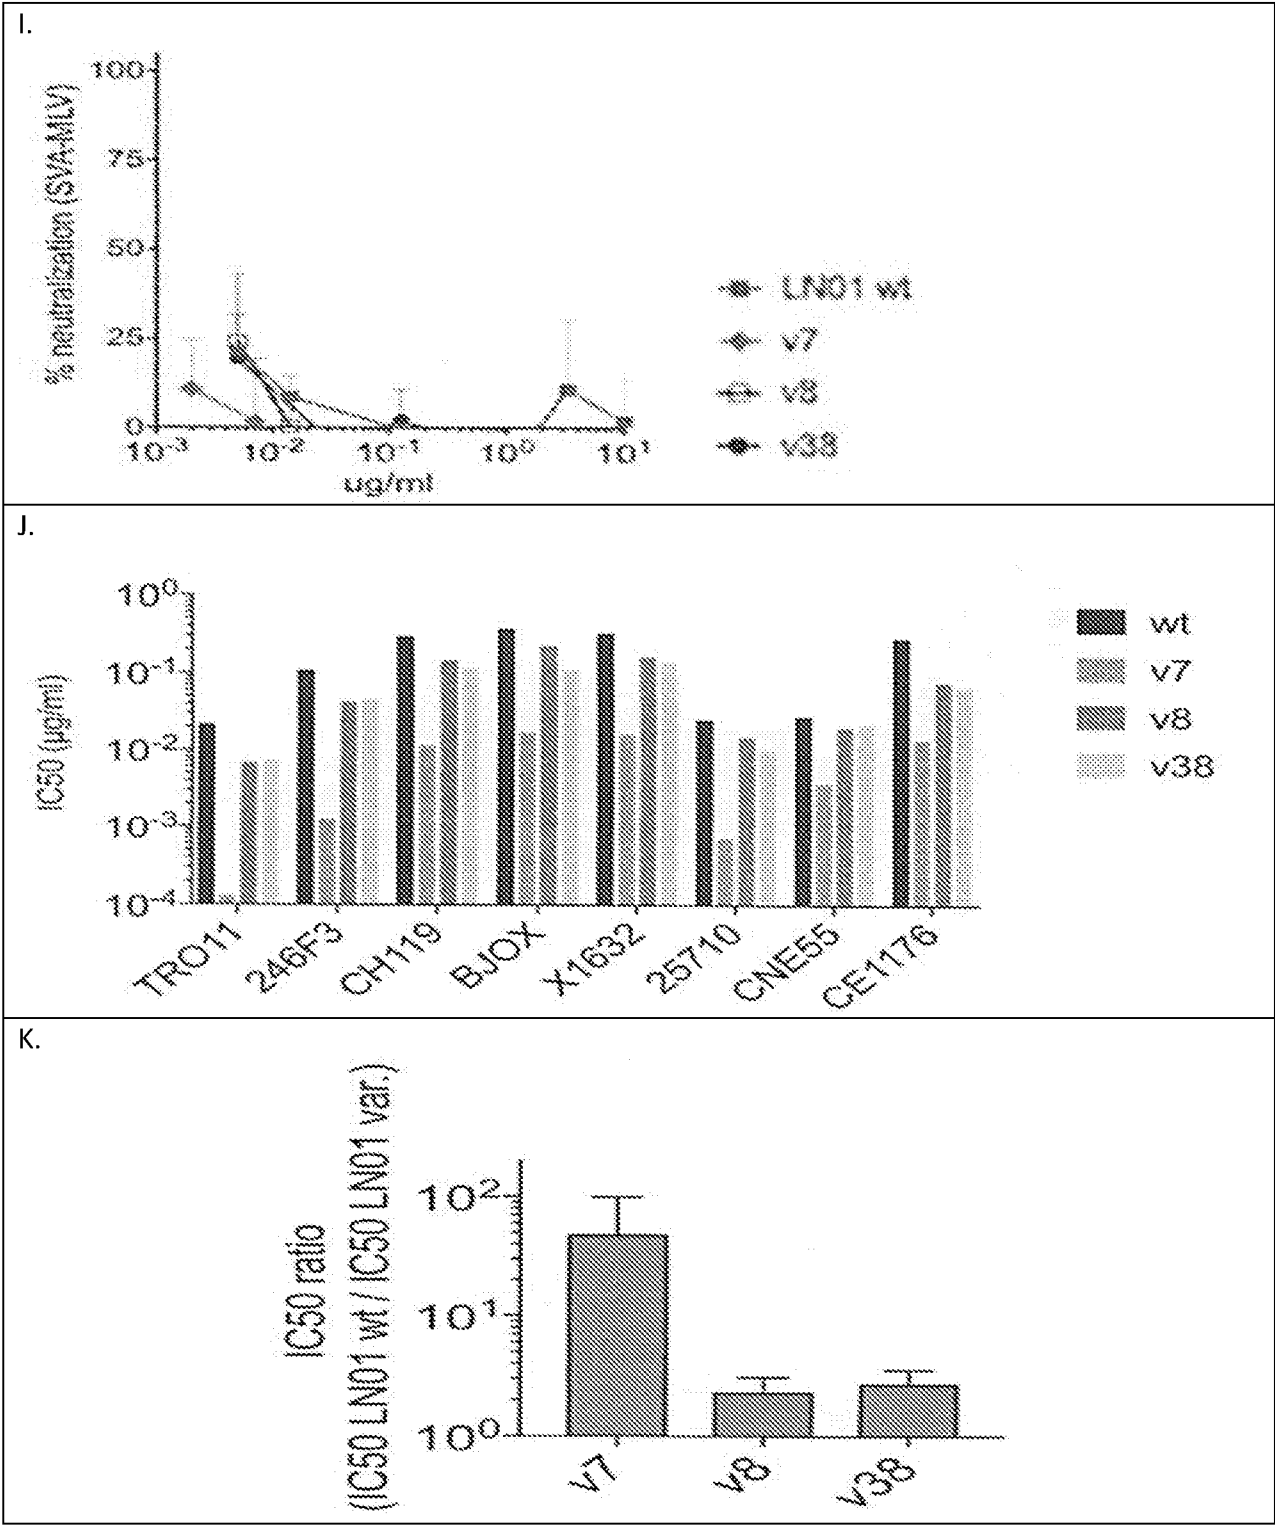 I.
% neutralization (SVA-MLV)
100
75
50
25
0
10-3
10-2
10-1
100
101
µg/ml
LN01 wt
v7
v8
v38
J.
IC50 (µg/ml)
100
10-1
10-2
10-3
10-4
TRO11
246F3
CH119
BJOX
X1632
25710
CNE55
CE1176
wt
v7
v8
v38
K.
IC50 ratio
(IC50 LN01 wt / IC50 LN01 var.)
102
101
100
v7
v8
v38